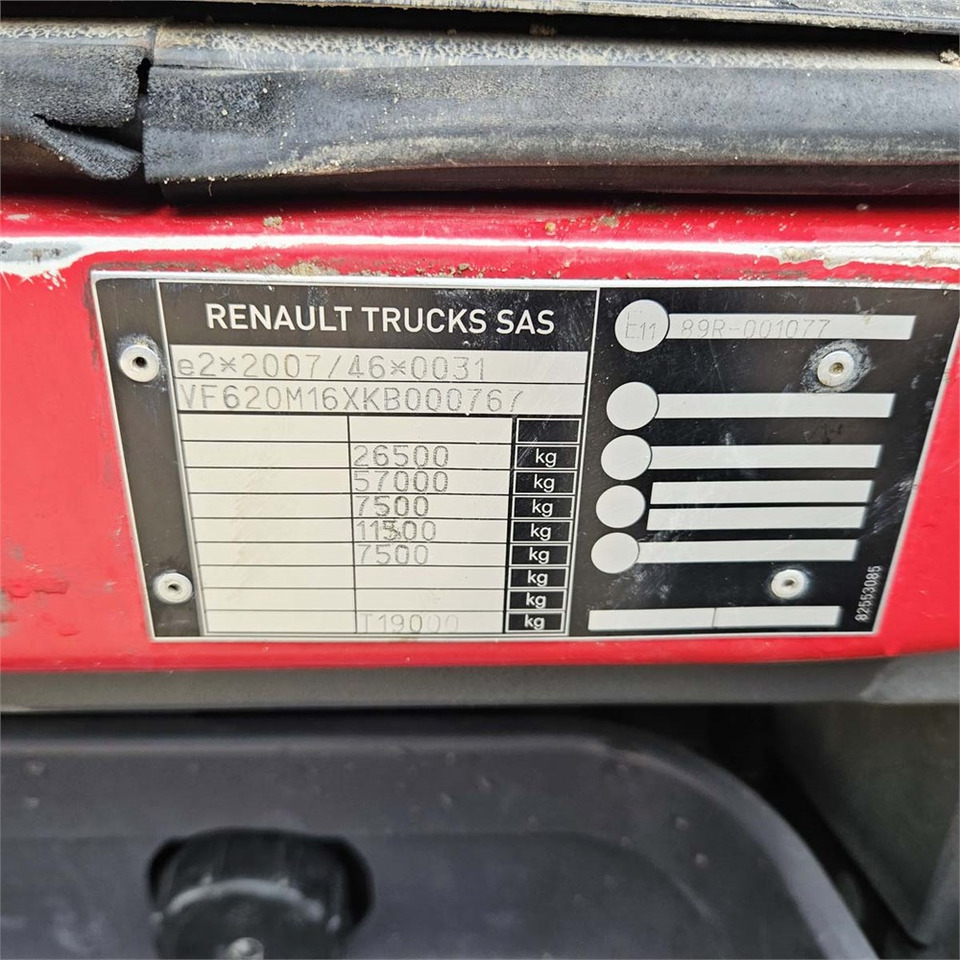 RENAULT TRUCKS SAS
e2*2007/46*0031
VF620M16XKB000767
26500 kg
57000 kg
7500 kg
11500 kg
7500 kg
kg
kg
T19000 kg
E11 89R-001077
82553085